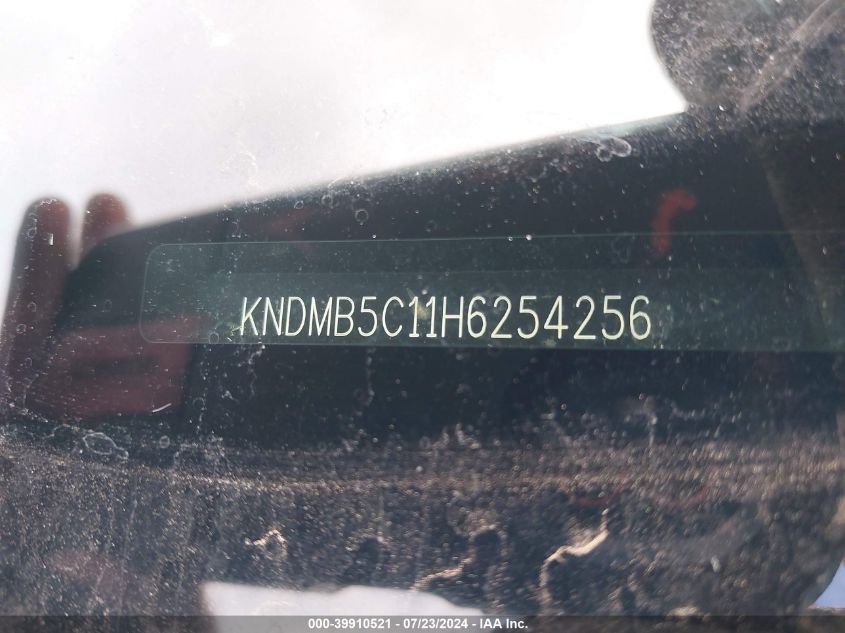 KNDMB5C11H6254256
000-39910521 - 07/23/2024 - IAA Inc.